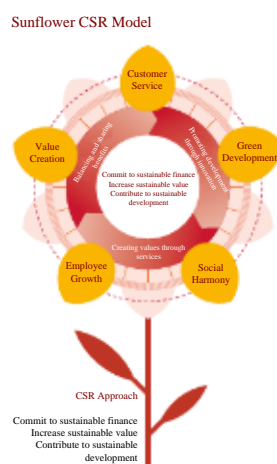 Sunflower CSR Model
Customer
Service
Value
Creation
Green
Development
Balancing and sharing
benefits
Promoting development
through innovation
Commit to sustainable finance
Increase sustainable value
Contribute to sustainable
development
Creating values through
services
Employee
Growth
Social
Harmony
CSR Approach
Commit to sustainable finance
Increase sustainable value
Contribute to sustainable
development